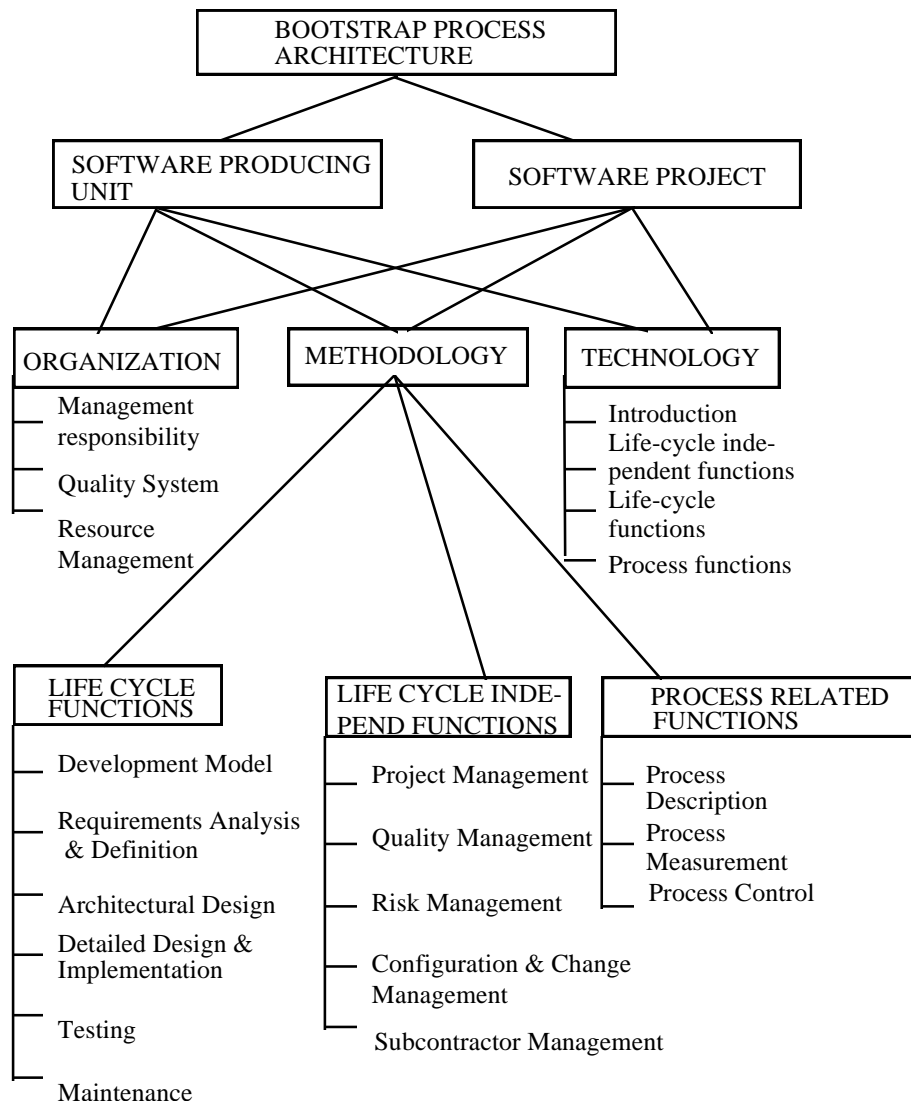 BOOTSTRAP PROCESS
ARCHITECTURE
SOFTWARE PRODUCING
UNIT
SOFTWARE PROJECT
ORGANIZATION
METHODOLOGY
TECHNOLOGY
Management
responsibility
Quality System
Resource
Management
Introduction
Life-cycle inde-
pendent functions
Life-cycle
functions
Process functions
LIFE CYCLE
FUNCTIONS
Development Model
Requirements Analysis
& Definition
Architectural Design
Detailed Design &
Implementation
Testing
Maintenance
LIFE CYCLE INDE-
PEND FUNCTIONS
Project Management
Quality Management
Risk Management
Configuration & Change
Management
Subcontractor Management
PROCESS RELATED
FUNCTIONS
Process
Description
Process
Measurement
Process Control